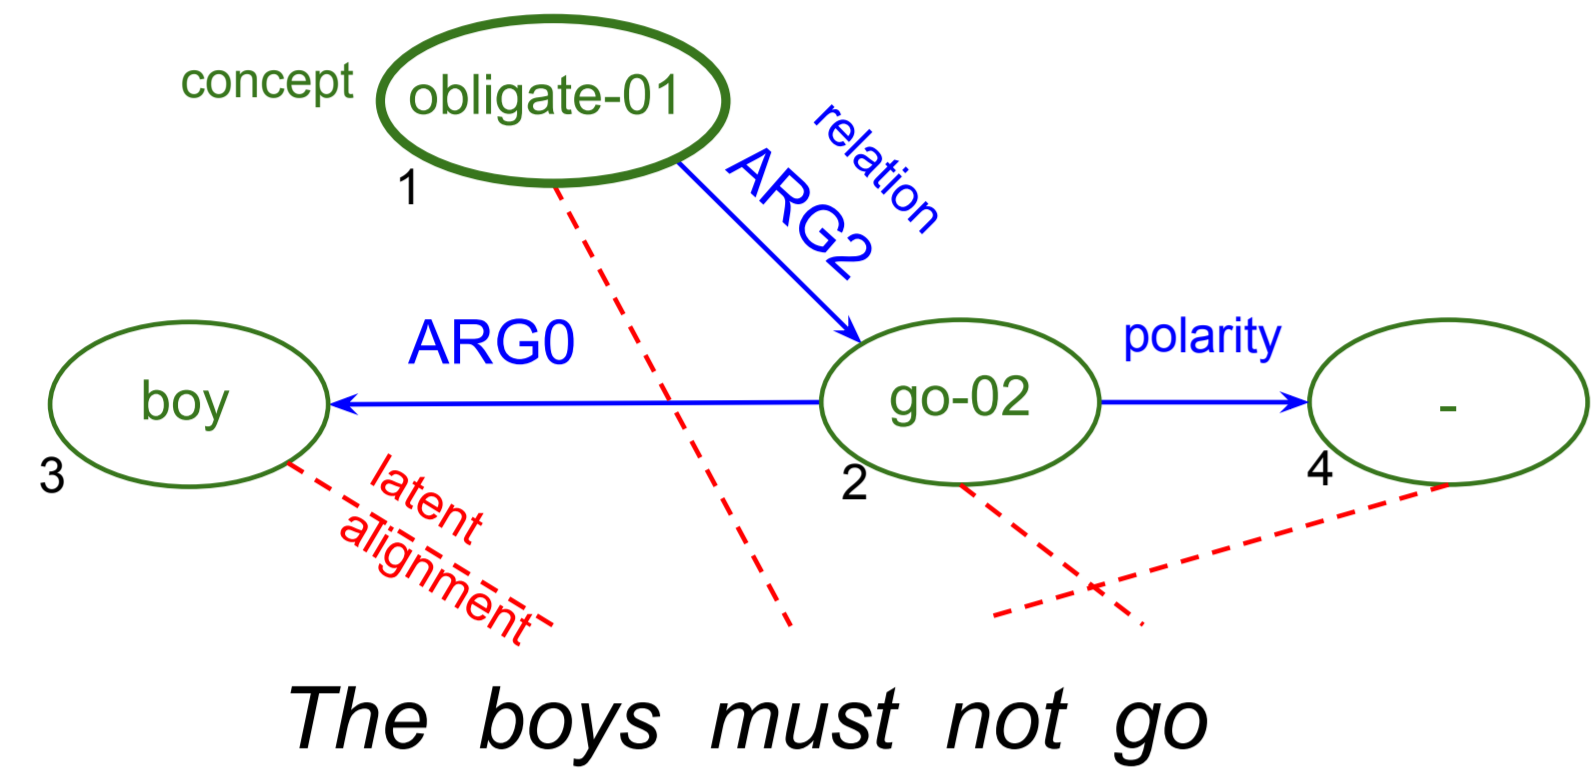 concept
obligate-01
1
relation
ARG2
ARG0
polarity
boy
go-02
-
3
2
4
latent
alignment
The boys must not go